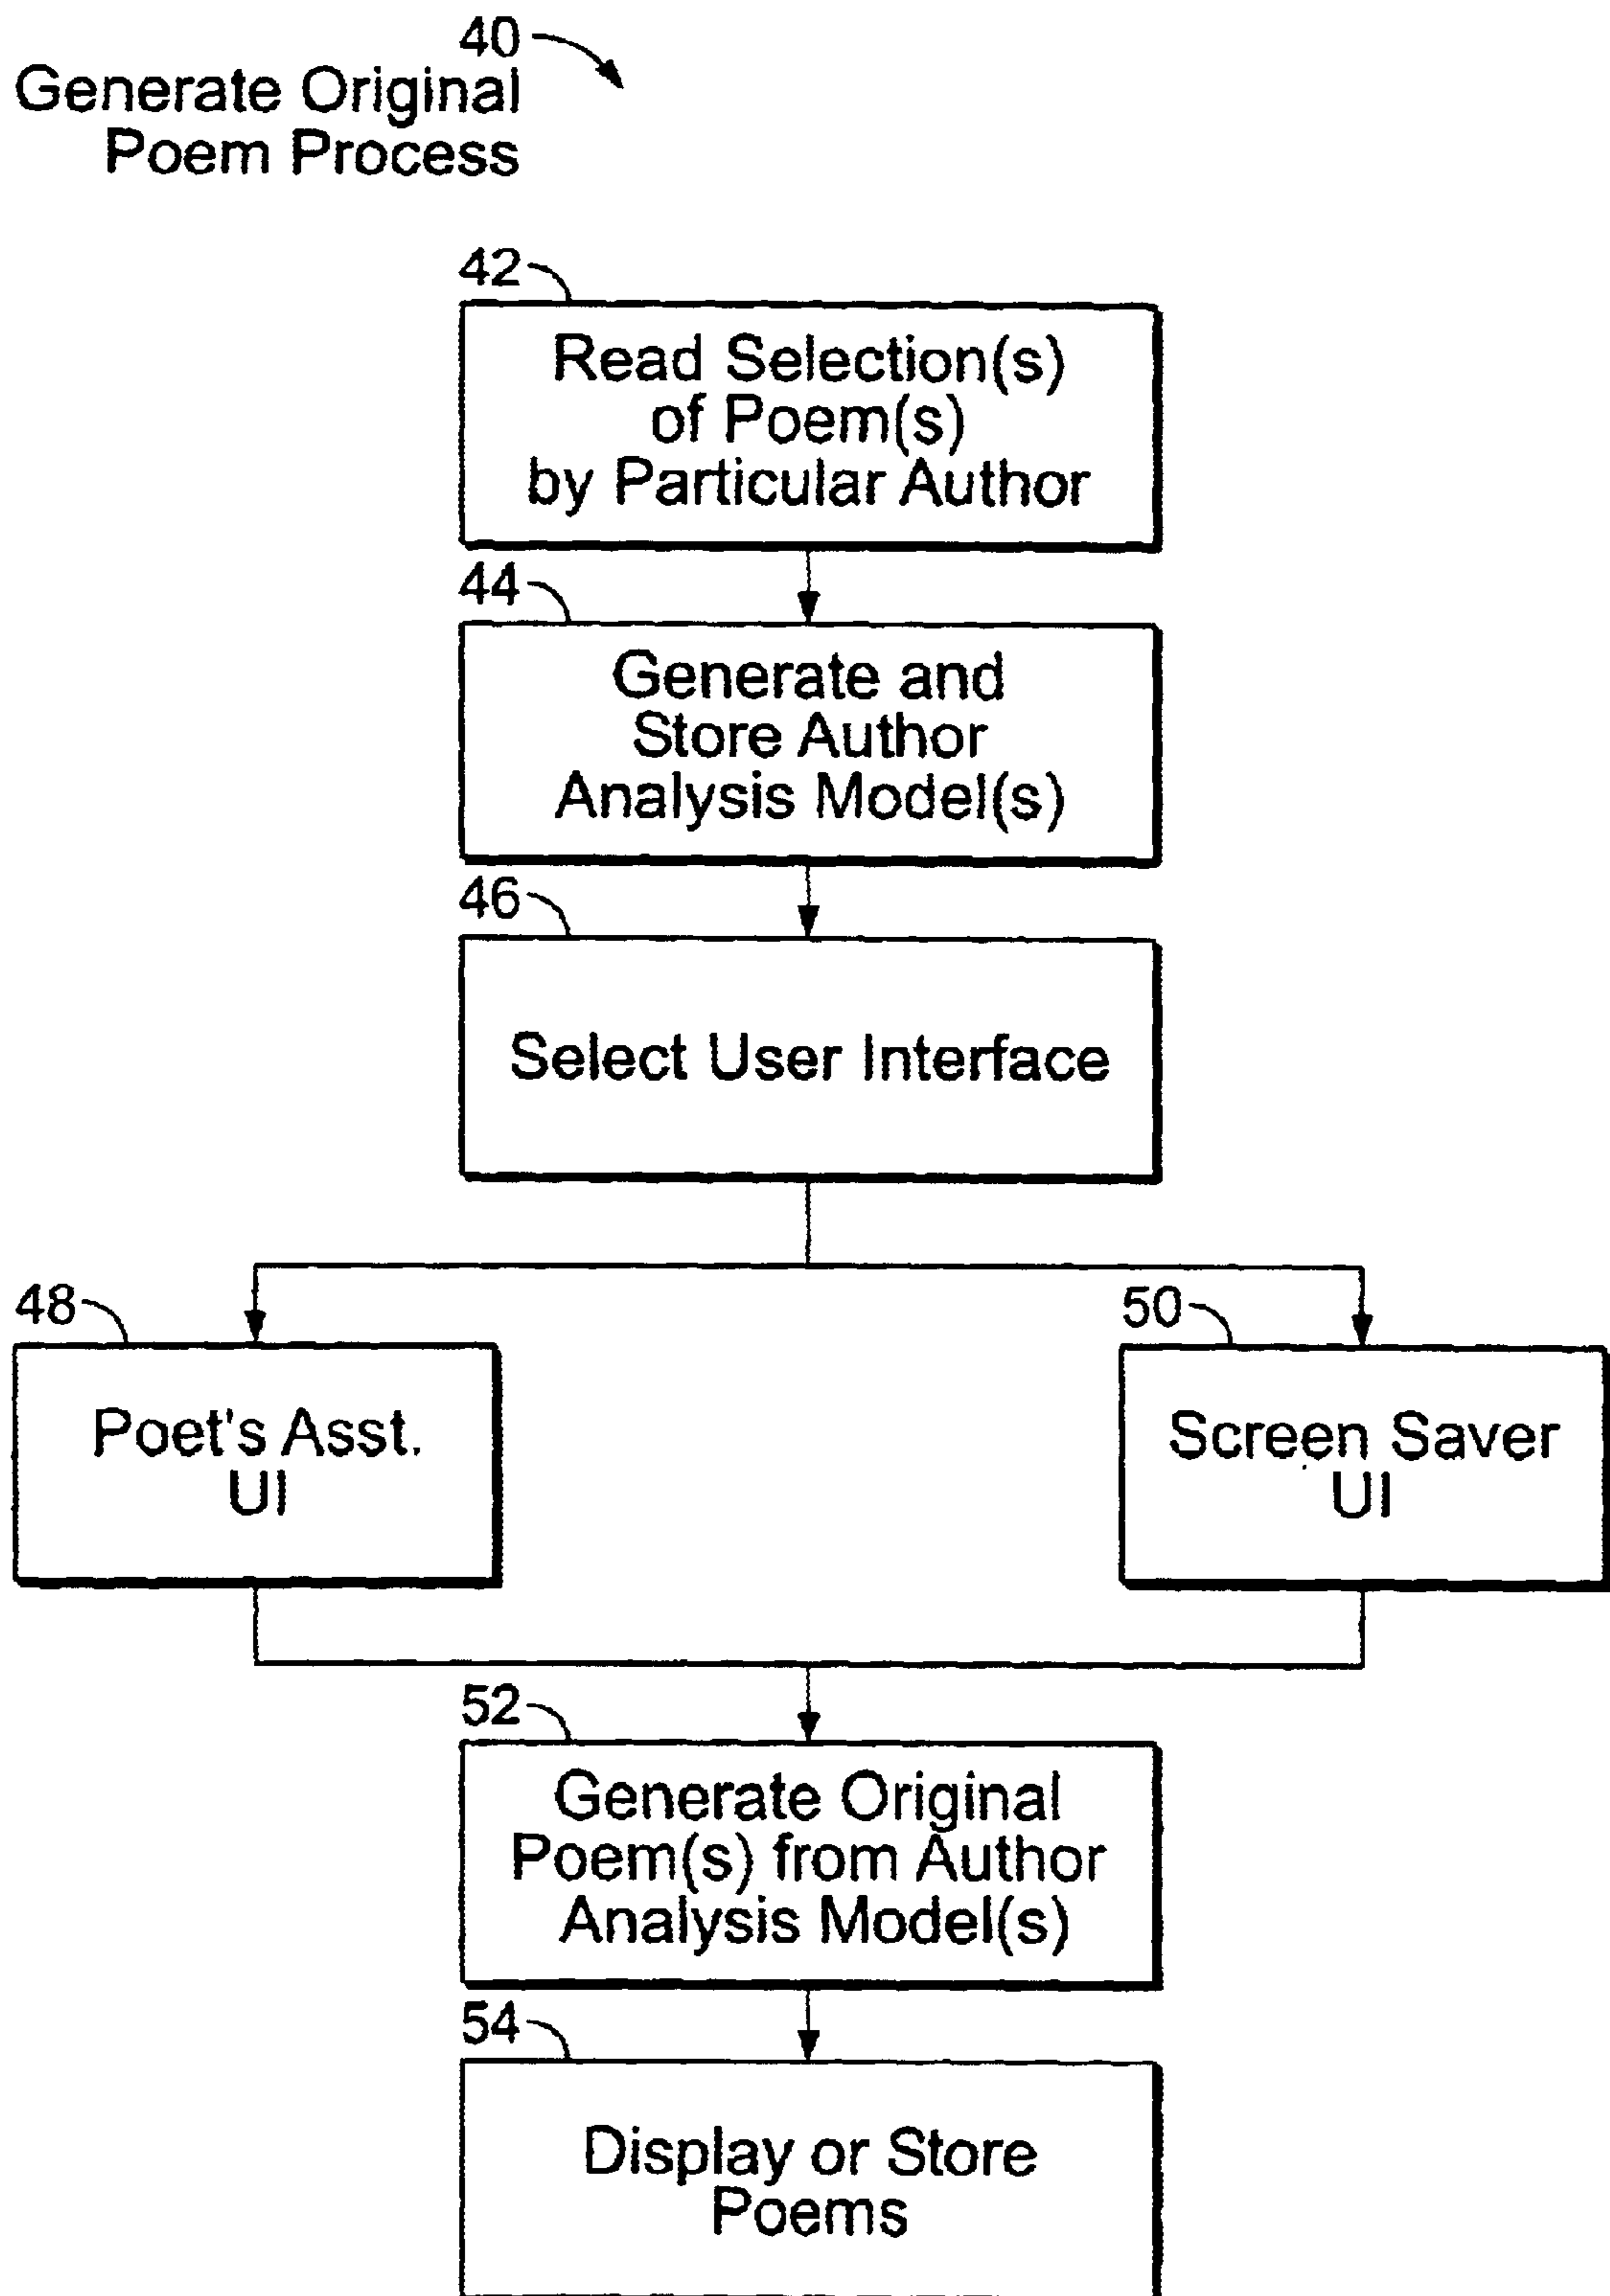 40
Generate Original
Poem Process
42
Read Selection(s)
of Poem(s)
by Particular Author
44
Generate and
Store Author
Analysis Model(s)
46
Select User Interface
48
Poet's Asst.
UI
50
Screen Saver
UI
52
Generate Original
Poem(s) from Author
Analysis Model(s)
54
Display or Store
Poems